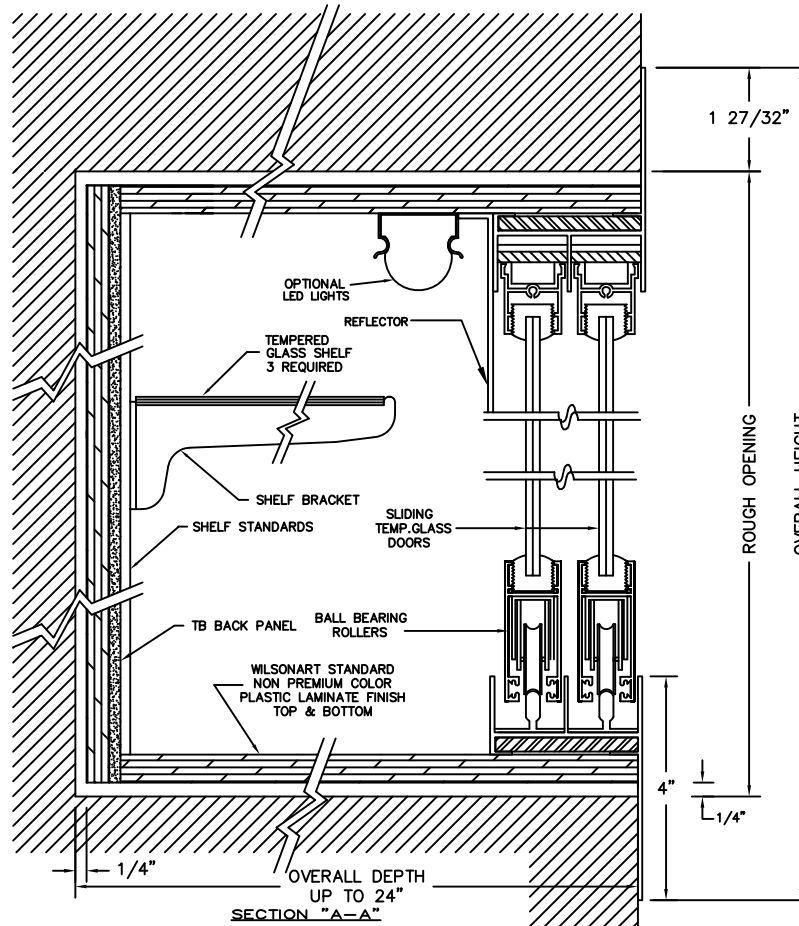 1 27/32"
OPTIONAL
LED LIGHTS
REFLECTOR
TEMPERED
GLASS SHELF
3 REQUIRED
ROUGH OPENING
OVERALL HEIGHT
SHELF BRACKET
SLIDING
TEMP.GLASS
DOORS
SHELF STANDARDS
TB BACK PANEL
BALL BEARING
ROLLERS
WILSONART STANDARD
NON PREMIUM COLOR
PLASTIC LAMINATE FINISH
TOP & BOTTOM
4"
1/4"
1/4"
OVERALL DEPTH
UP TO 24"
SECTION "A-A"